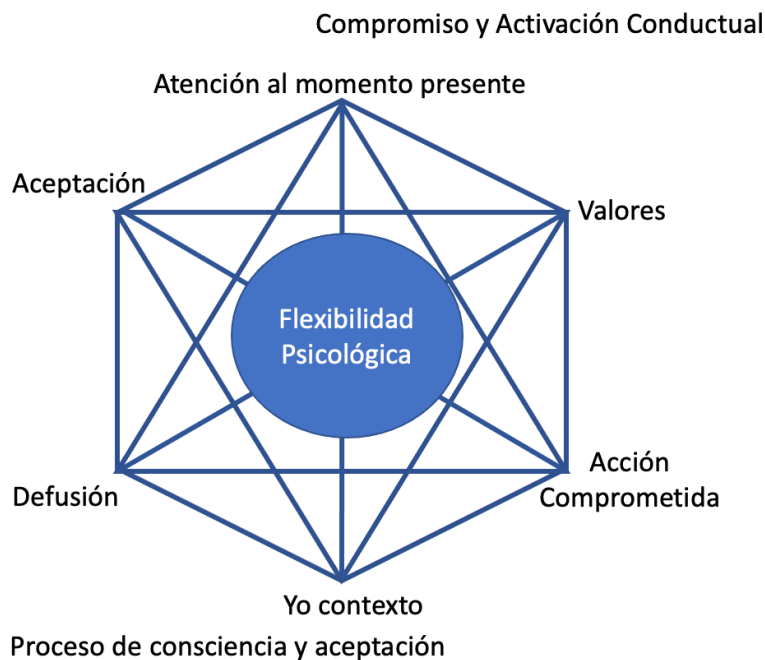 Compromiso y Activación Conductual
Atención al momento presente
Aceptación
Valores
Flexibilidad
Psicológica
Defusión
Acción
Comprometida
Yo contexto
Proceso de consciencia y aceptación